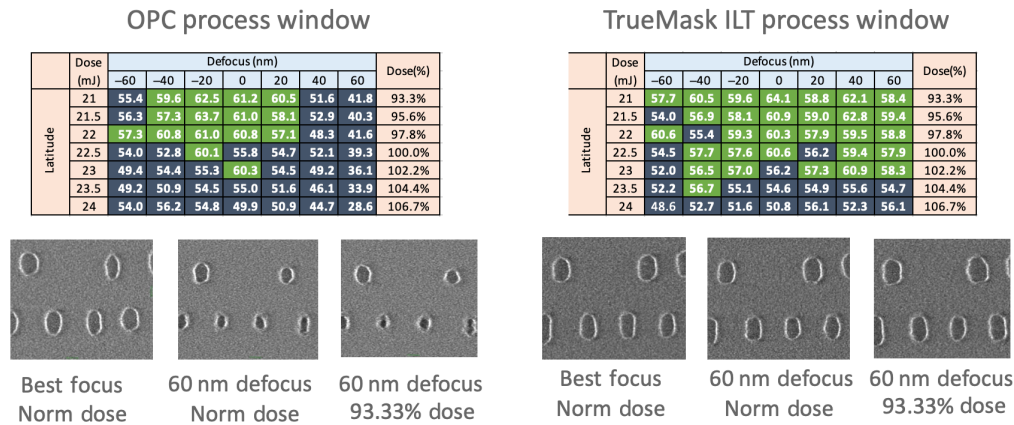 OPC process window
TrueMask ILT process window
Dose (mJ) Defocus (nm) Dose(%)
–60 –40 –20 0 20 40 60
Latitude
21 55.4 59.6 62.5 61.2 60.5 51.6 41.8 93.3%
21.5 56.3 57.3 63.7 61.0 58.1 52.9 40.3 95.6%
22 57.3 60.8 61.0 60.8 57.1 48.3 41.6 97.8%
22.5 54.0 52.8 60.1 55.8 54.7 52.1 39.3 100.0%
23 49.4 54.4 55.3 60.3 54.5 49.2 36.1 102.2%
23.5 49.2 50.9 54.5 55.0 51.6 46.1 33.9 104.4%
24 54.0 56.2 54.8 49.9 50.9 44.7 28.6 106.7%
Dose (mJ) Defocus (nm) Dose(%)
–60 –40 –20 0 20 40 60
Latitude
21 57.7 60.5 59.6 64.1 58.8 62.1 58.4 93.3%
21.5 54.0 56.9 58.1 60.9 59.0 62.8 59.4 95.6%
22 60.6 55.4 59.3 60.3 57.9 59.5 58.8 97.8%
22.5 54.5 57.7 57.6 60.6 56.2 59.4 57.9 100.0%
23 52.0 56.5 57.0 56.2 57.3 60.9 58.3 102.2%
23.5 52.2 56.7 55.1 54.6 54.9 55.6 54.7 104.4%
24 48.6 52.7 51.6 50.8 56.1 52.3 56.1 106.7%
Best focus
Norm dose
60 nm defocus
Norm dose
60 nm defocus
93.33% dose
Best focus
Norm dose
60 nm defocus
Norm dose
60 nm defocus
93.33% dose